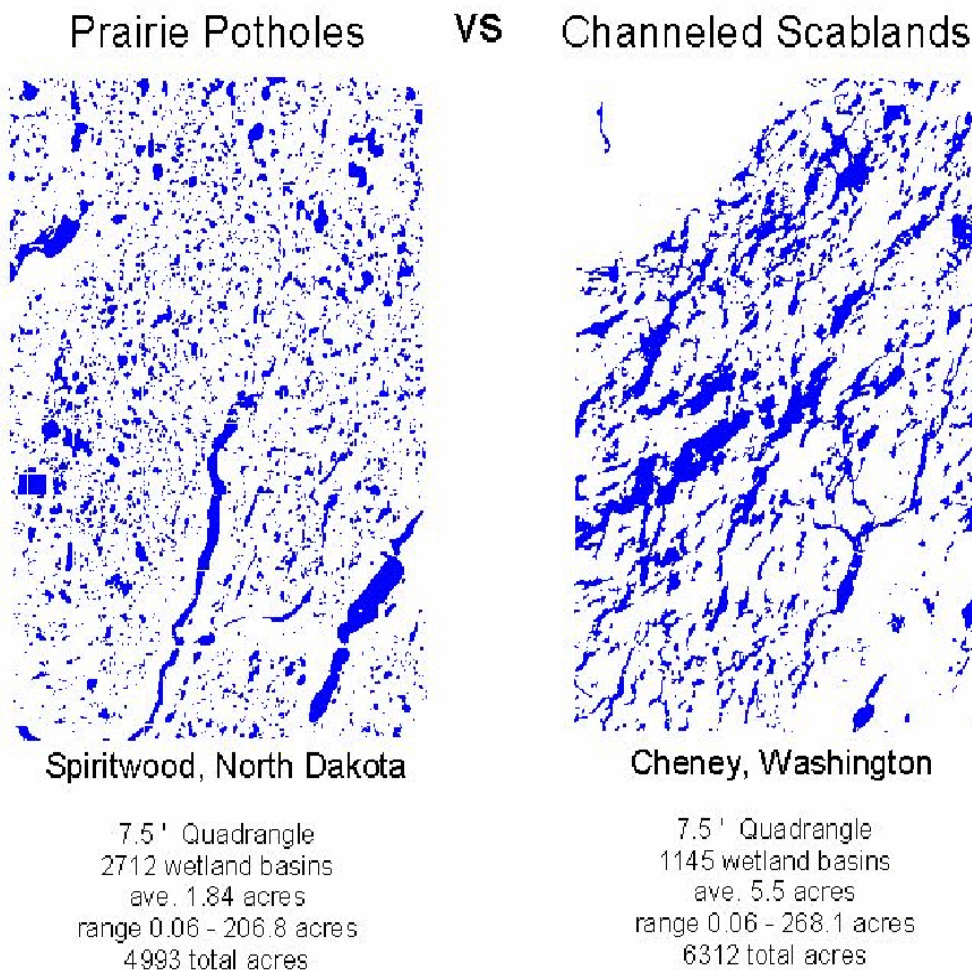 Prairie Potholes VS Channeled Scablands
Spiritwood, North Dakota
7.5 ' Quadrangle
2712 wetland basins
ave. 1.84 acres
range 0.06 - 206.8 acres
4993 total acres
Cheney, Washington
7.5 ' Quadrangle
1145 wetland basins
ave. 5.5 acres
range 0.06 - 268.1 acres
6312 total acres